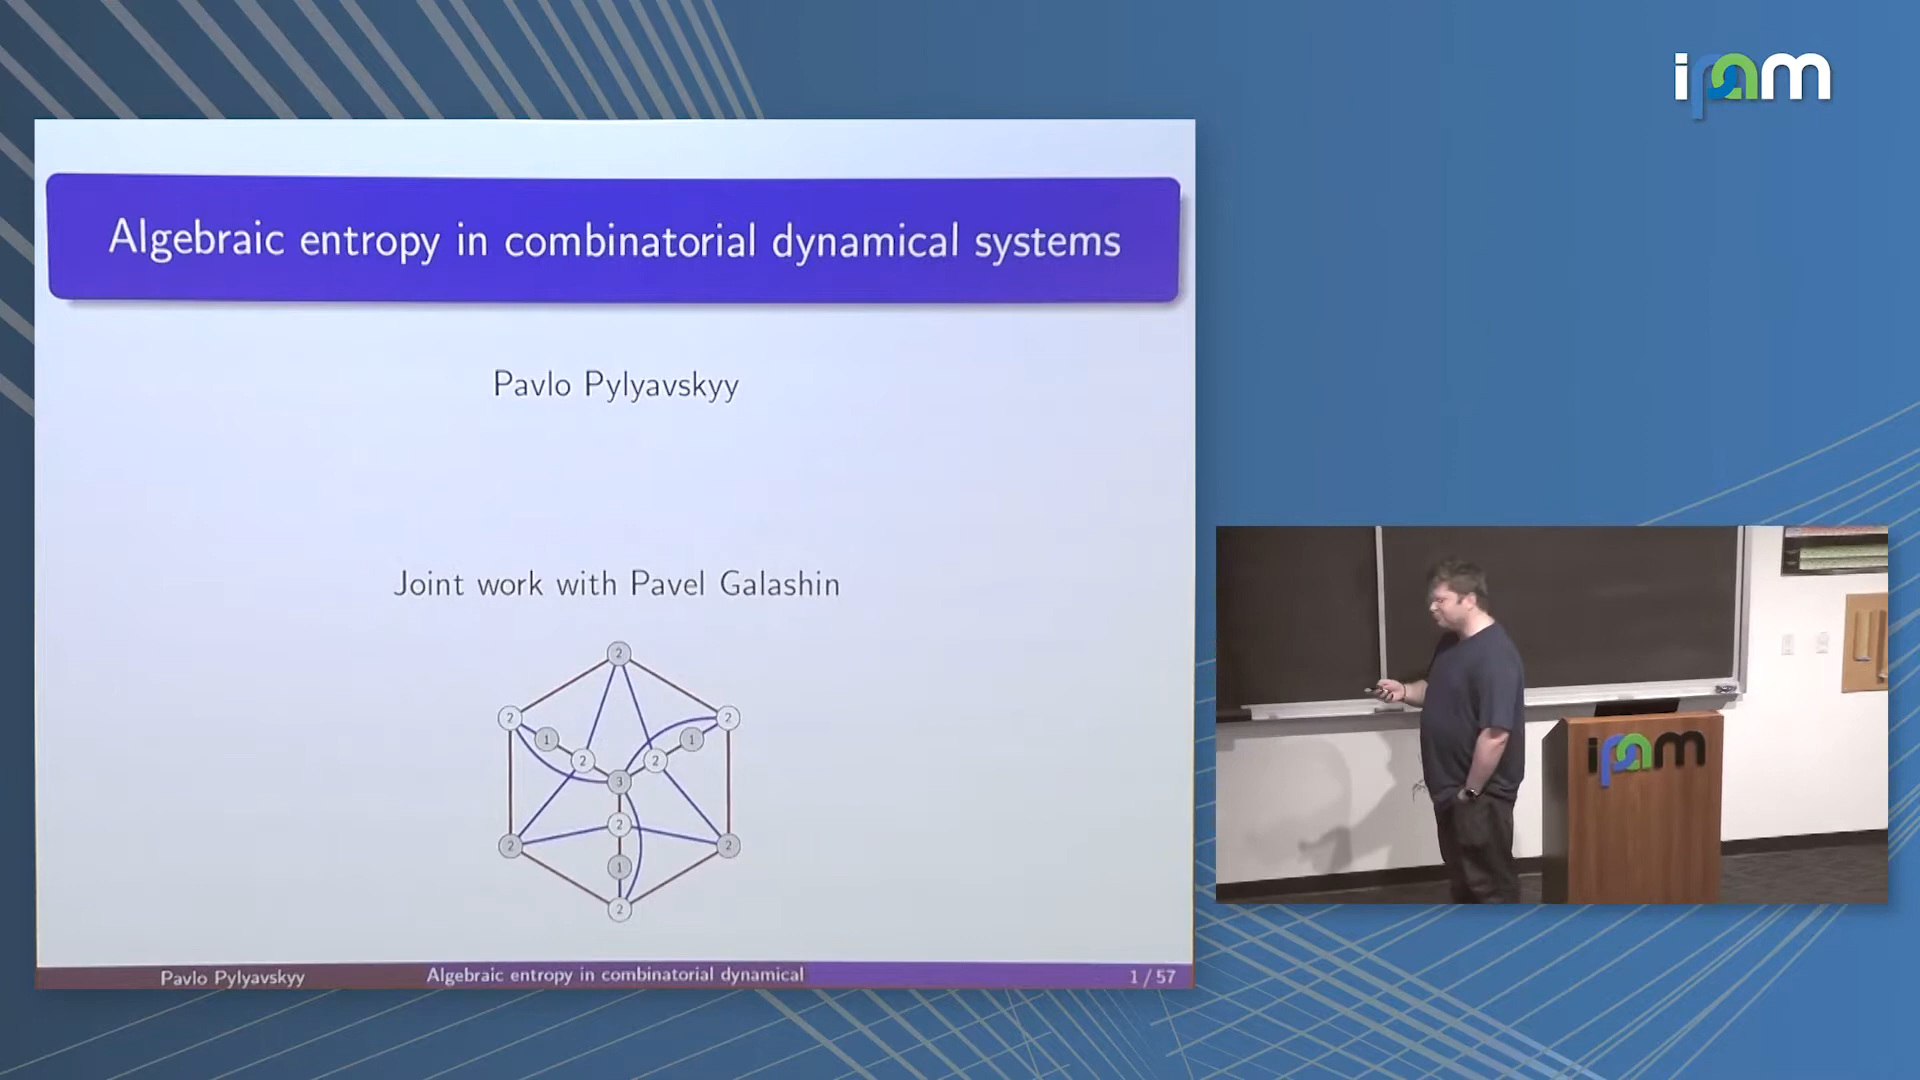 ipam
Algebraic entropy in combinatorial dynamical systems
Pavlo Pylyavskyy
Joint work with Pavel Galashin
2
2 2
1 1
2 2
3
2
2 2
1
2
Pavlo Pylyavskyy Algebraic entropy in combinatorial dynamical 1 / 57
ipam